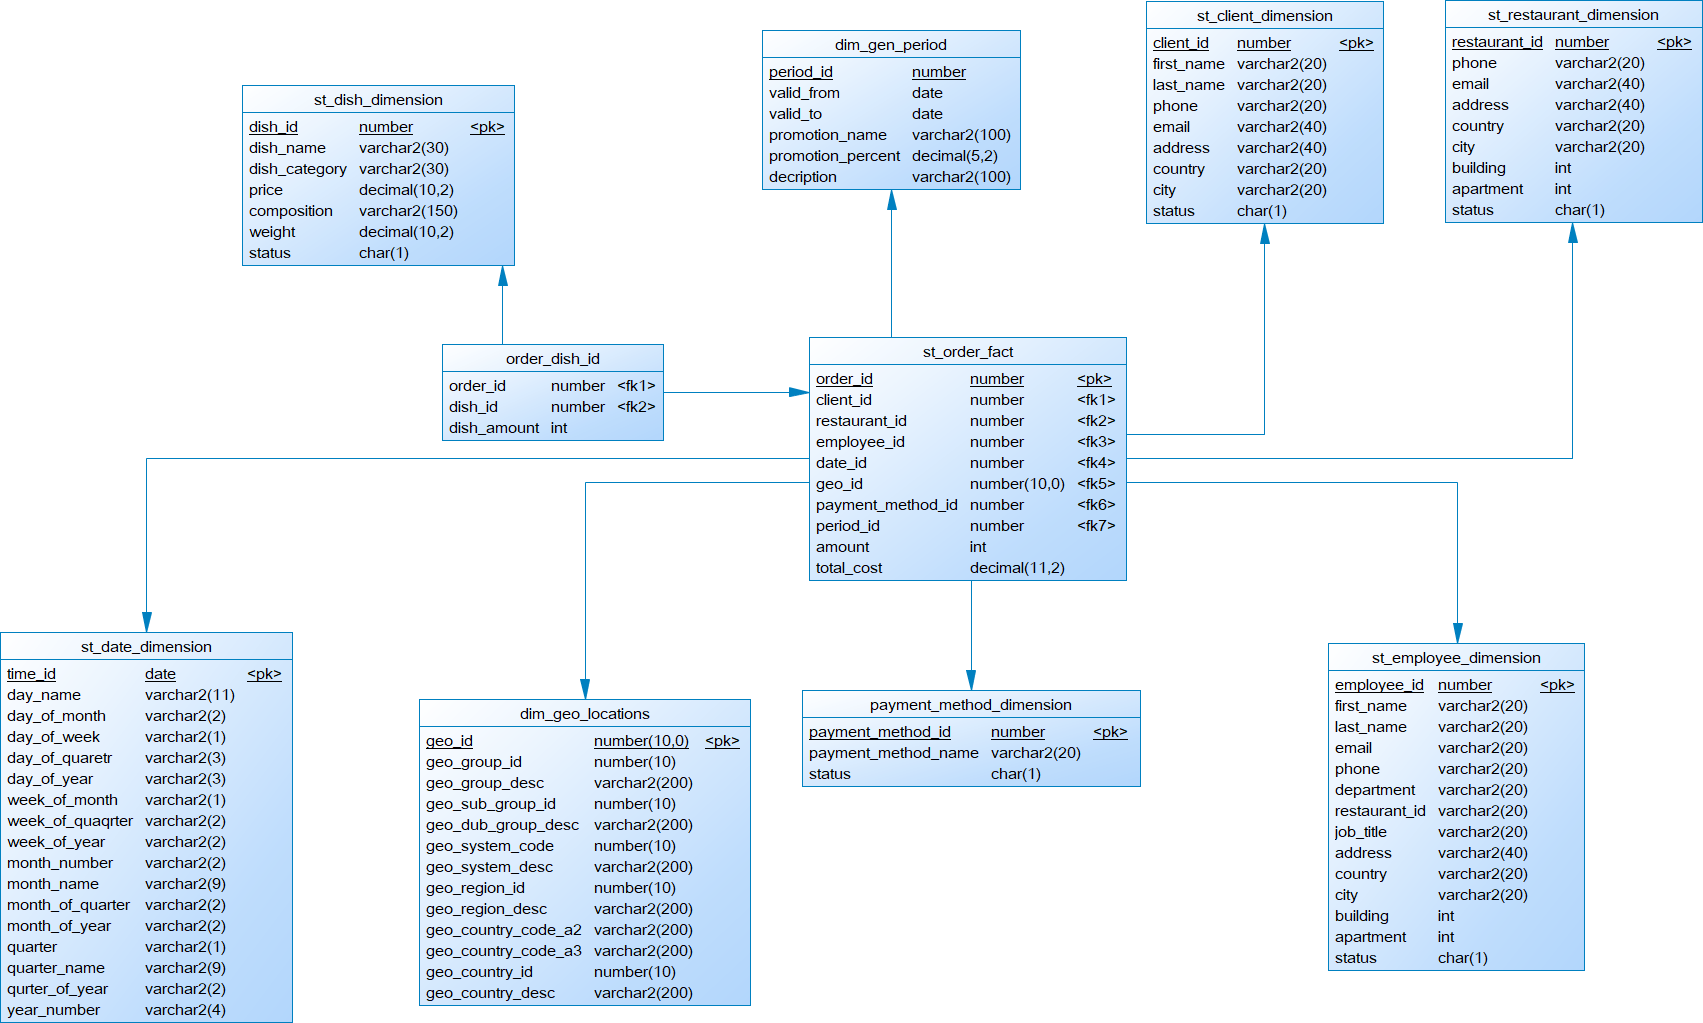 st_client_dimension
client_id number <pk>
first_name varchar2(20)
last_name varchar2(20)
phone varchar2(20)
email varchar2(40)
address varchar2(40)
country varchar2(20)
city varchar2(20)
status char(1)
st_restaurant_dimension
restaurant_id number <pk>
phone varchar2(20)
email varchar2(40)
address varchar2(40)
country varchar2(20)
city varchar2(20)
building int
apartment int
status char(1)
dim_gen_period
period_id number
valid_from date
valid_to date
promotion_name varchar2(100)
promotion_percent decimal(5,2)
decription varchar2(100)
st_dish_dimension
dish_id number <pk>
dish_name varchar2(30)
dish_category varchar2(30)
price decimal(10,2)
composition varchar2(150)
weight decimal(10,2)
status char(1)
order_dish_id
order_id number <fk1>
dish_id number <fk2>
dish_amount int
st_order_fact
order_id number <pk>
client_id number <fk1>
restaurant_id number <fk2>
employee_id number <fk3>
date_id number <fk4>
geo_id number(10,0) <fk5>
payment_method_id number <fk6>
period_id number <fk7>
amount int
total_cost decimal(11,2)
st_date_dimension
time_id date <pk>
day_name varchar2(11)
day_of_month varchar2(2)
day_of_week varchar2(1)
day_of_quaretr varchar2(3)
day_of_year varchar2(3)
week_of_month varchar2(1)
week_of_quaqrter varchar2(2)
week_of_year varchar2(2)
month_number varchar2(2)
month_name varchar2(9)
month_of_quarter varchar2(2)
month_of_year varchar2(2)
quarter varchar2(1)
quarter_name varchar2(9)
qurter_of_year varchar2(2)
year_number varchar2(4)
dim_geo_locations
geo_id number(10,0) <pk>
geo_group_id number(10)
geo_group_desc varchar2(200)
geo_sub_group_id number(10)
geo_dub_group_desc varchar2(200)
geo_system_code number(10)
geo_system_desc varchar2(200)
geo_region_id number(10)
geo_region_desc varchar2(200)
geo_country_code_a2 varchar2(200)
geo_country_code_a3 varchar2(200)
geo_country_id number(10)
geo_country_desc varchar2(200)
payment_method_dimension
payment_method_id number <pk>
payment_method_name varchar2(20)
status char(1)
st_employee_dimension
employee_id number <pk>
first_name varchar2(20)
last_name varchar2(20)
email varchar2(20)
phone varchar2(20)
department varchar2(20)
restaurant_id varchar2(20)
job_title varchar2(20)
address varchar2(40)
country varchar2(20)
city varchar2(20)
building int
apartment int
status char(1)